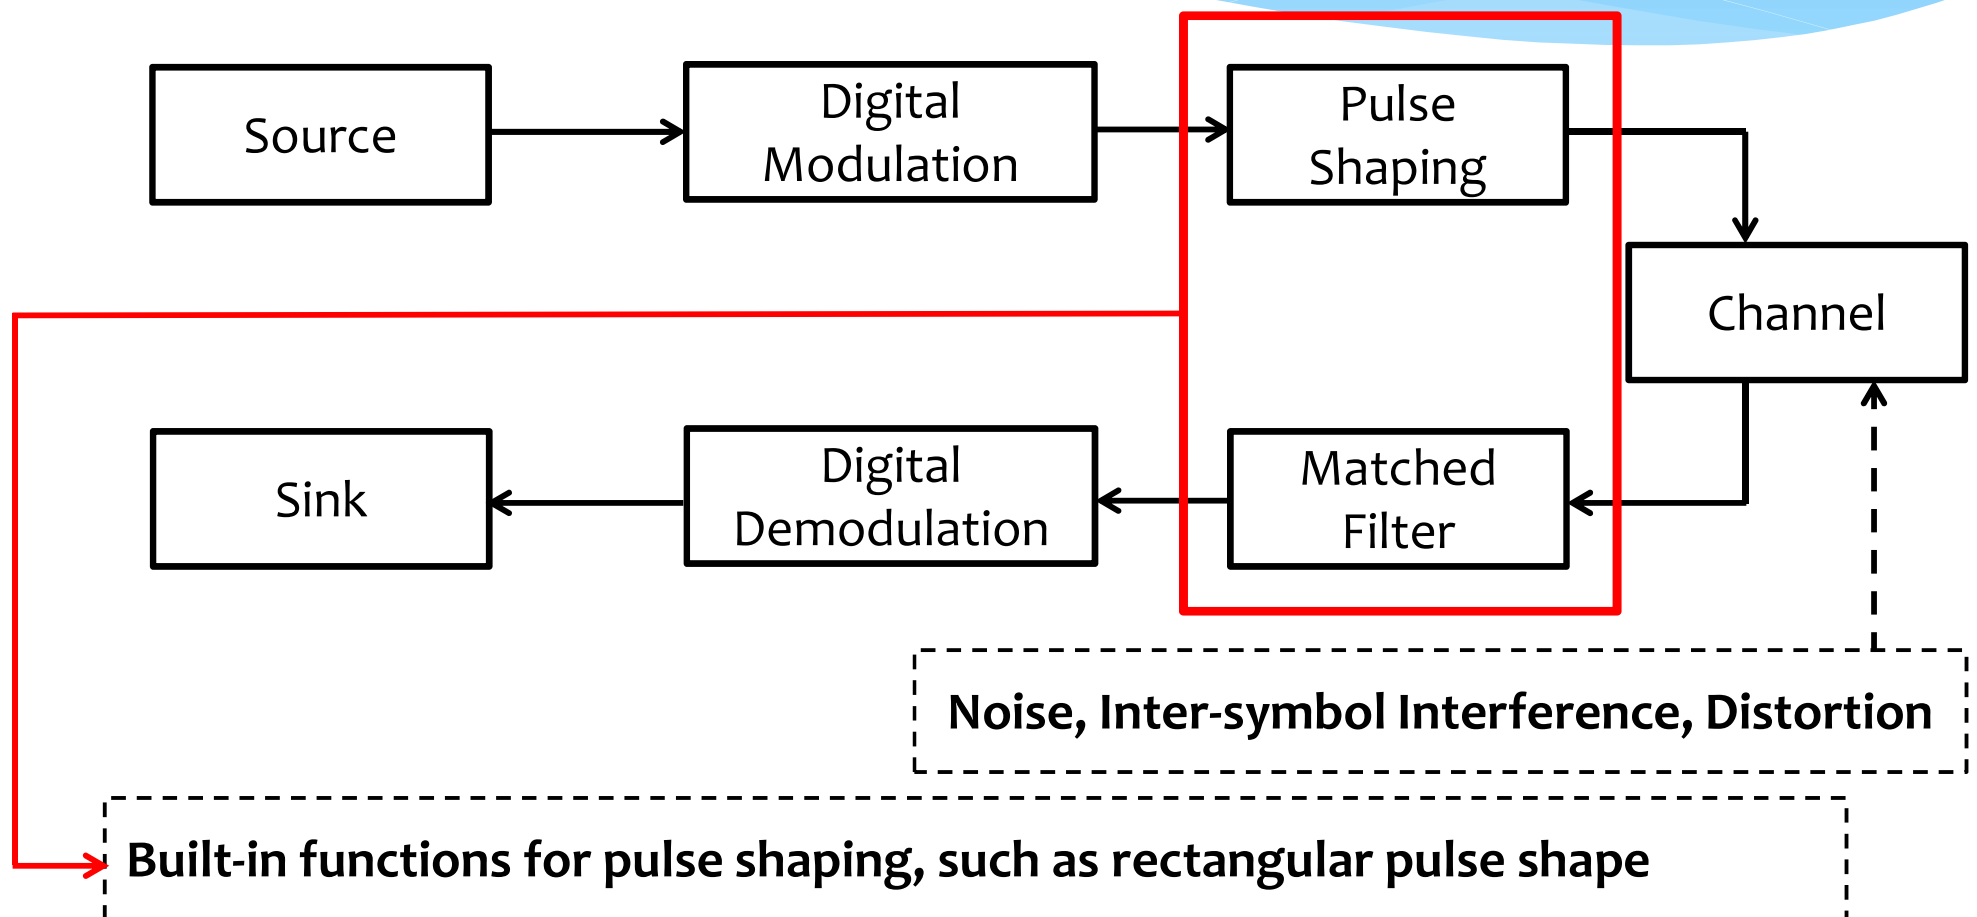 Source
Digital
Modulation
Pulse
Shaping
Channel
Sink
Digital
Demodulation
Matched
Filter
Noise, Inter-symbol Interference, Distortion
Built-in functions for pulse shaping, such as rectangular pulse shape